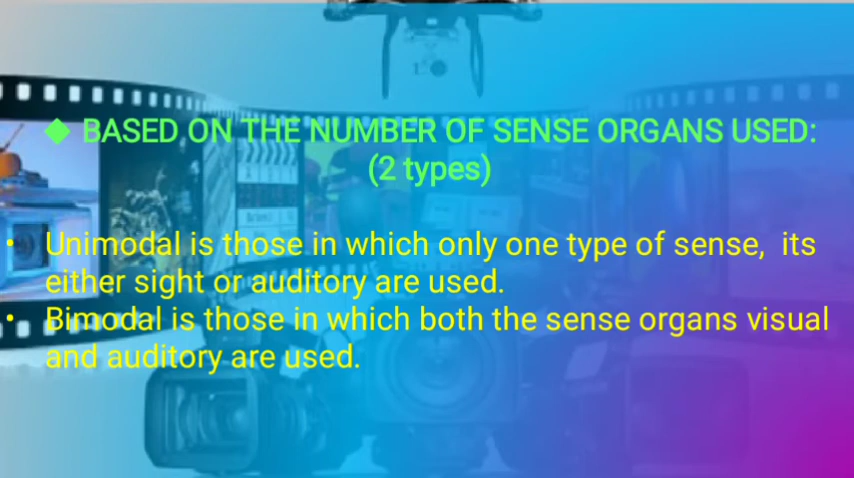 ◆ BASED ON THE NUMBER OF SENSE ORGANS USED:
(2 types)
• Unimodal is those in which only one type of sense, its
either sight or auditory are used.
• Bimodal is those in which both the sense organs visual
and auditory are used.